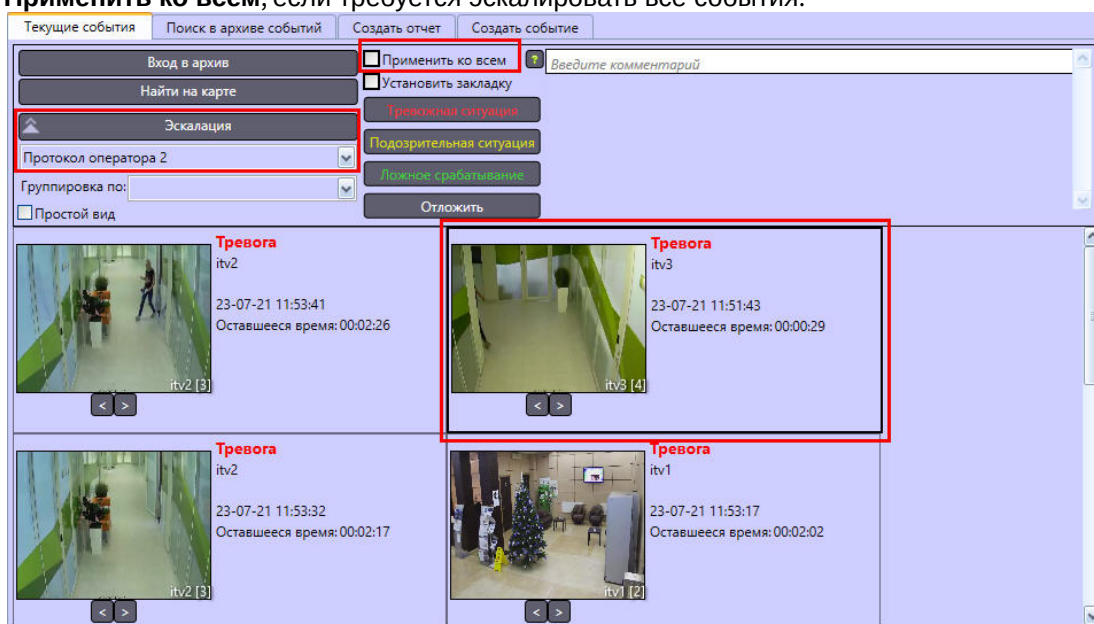 Применить ко всем, если требуется эскалировать все события.
Текущие события Поиск в архиве событий Создать отчет Создать событие
Вход в архив
Применить ко всем ? Введите комментарий
Найти на карте
Установить закладку
Тревожная ситуация
Эскалация
Подозрительная ситуация
Протокол оператора 2
Ложное срабатывание
Группировка по:
Отложить
Простой вид
Тревога
itv2
23-07-21 11:53:41
Оставшееся время: 00:02:26
itv2 [3]
< >
Тревога
itv3
23-07-21 11:51:43
Оставшееся время: 00:00:29
itv3 [4]
< >
Тревога
itv2
23-07-21 11:53:32
Оставшееся время: 00:02:17
itv2 [3]
< >
Тревога
itv1
23-07-21 11:53:17
Оставшееся время: 00:02:02
itv1 [2]
< >